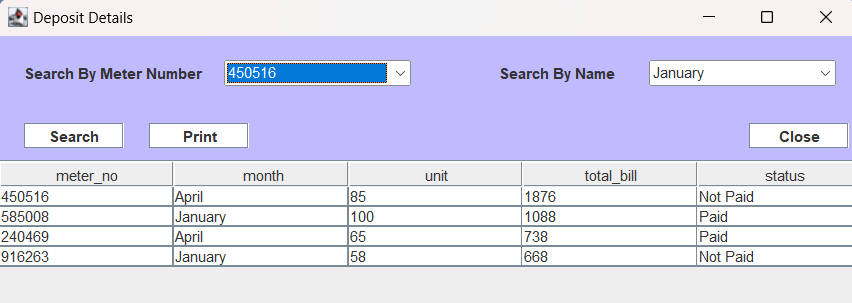 Deposit Details
Search By Meter Number 450516 Search By Name January
Search Print Close
meter_no month unit total_bill status
450516 April 85 1876 Not Paid
585008 January 100 1088 Paid
240469 April 65 738 Paid
916263 January 58 668 Not Paid